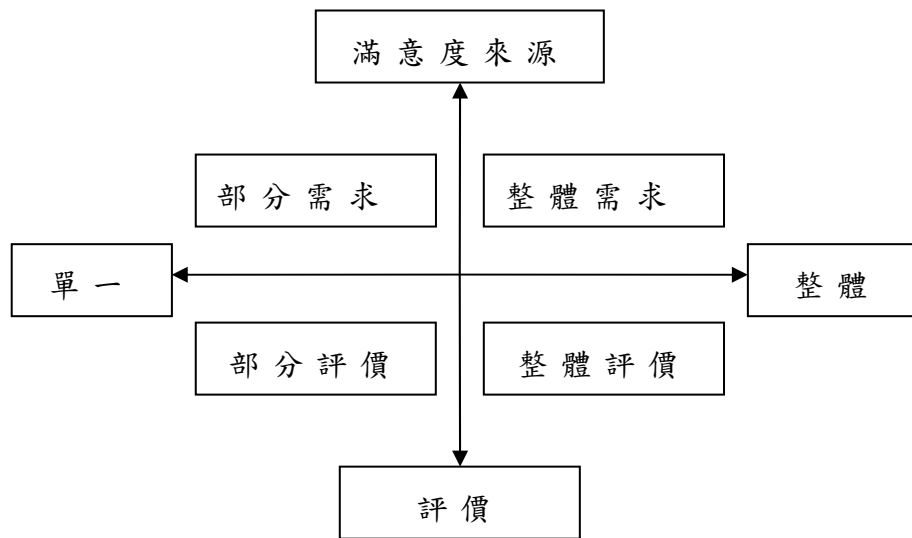 滿意度來源
部分需求
整體需求
單一
整體
部分評價
整體評價
評價